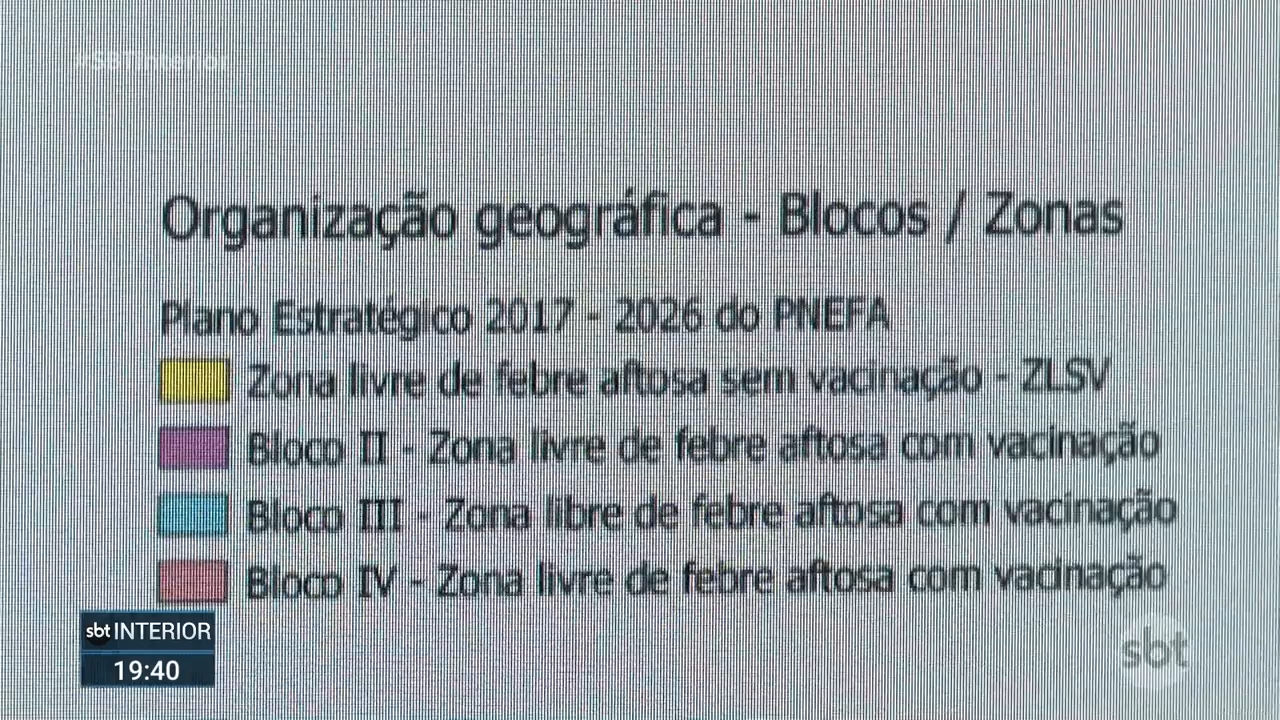 #SBTInterior
Organização geográfica - Blocos / Zonas
Plano Estratégico 2017 - 2026 do PNEFA
Zona livre de febre aftosa sem vacinação - ZLSV
Bloco II - Zona livre de febre aftosa com vacinação
Bloco III - Zona libre de febre aftosa com vacinação
Bloco IV - Zona livre de febre aftosa com vacinação
sbt INTERIOR
19:40
sbt